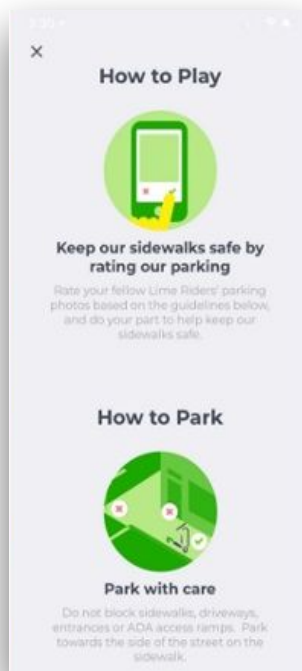 How to Play
Keep our sidewalks safe by
rating our parking
Rate your fellow Lime Riders' parking
photos based on the guidelines below,
and do your part to help keep our
sidewalks safe.
How to Park
Park with care
Do not block sidewalks, driveways,
entrances or ADA access ramps. Park
towards the side of the street on the
sidewalk.